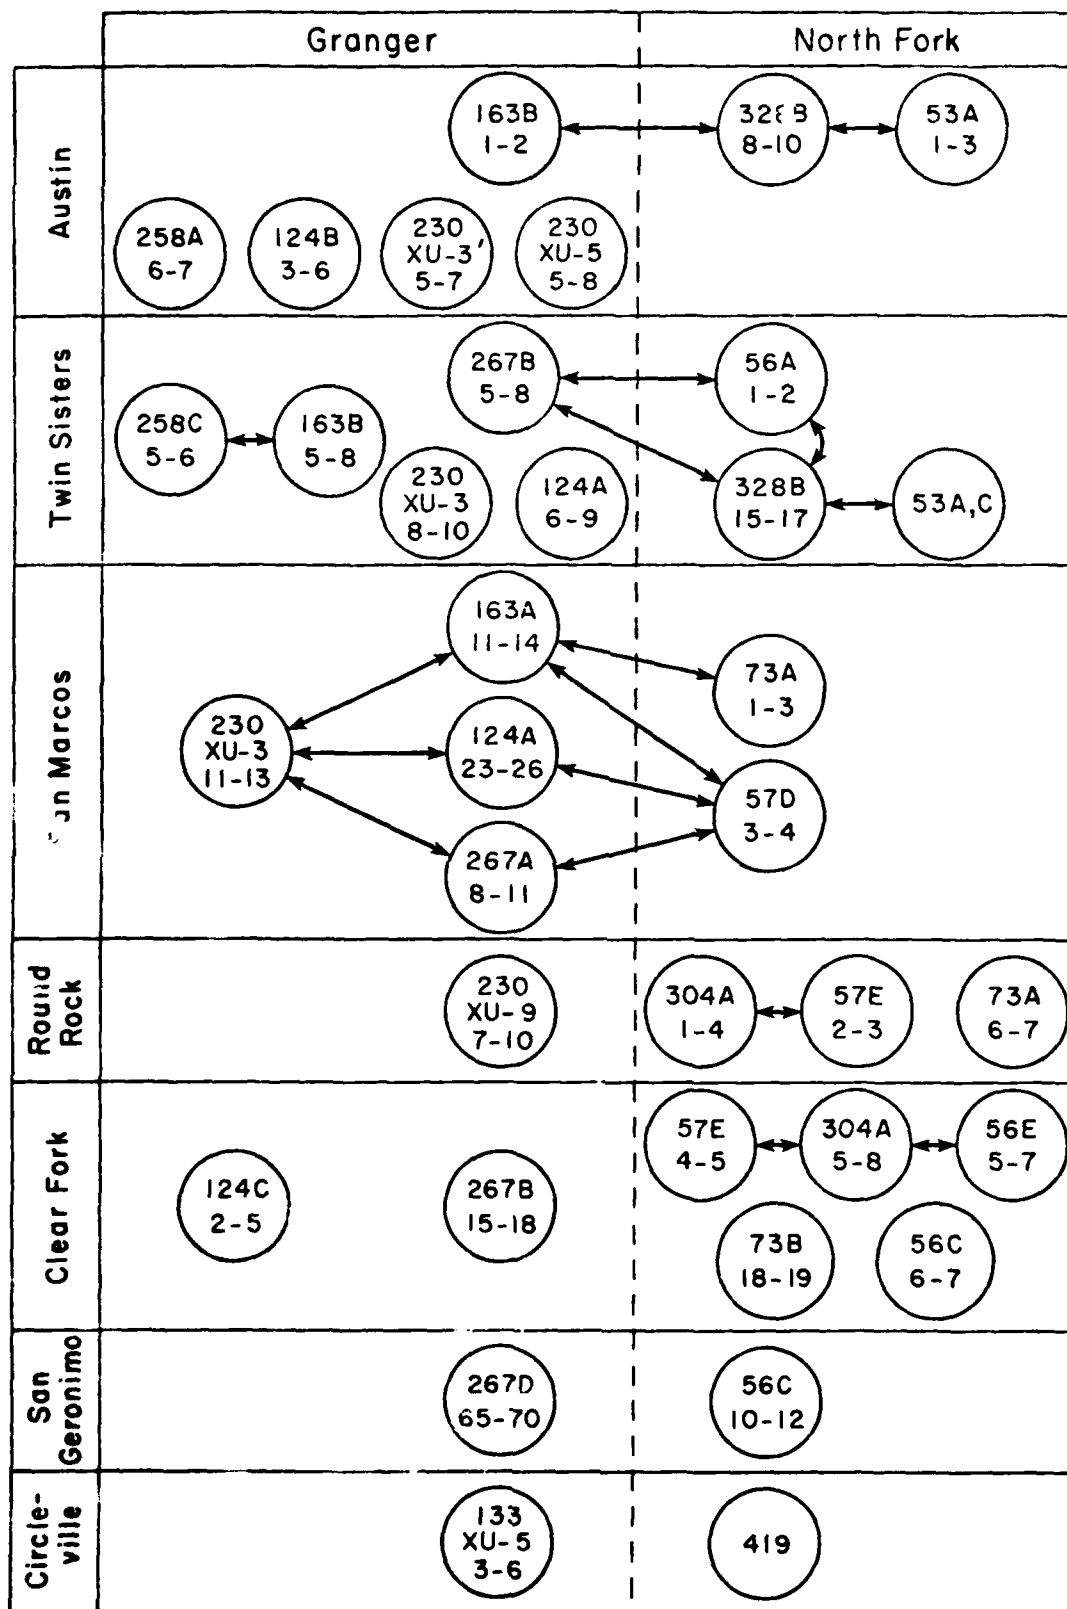 Granger
North Fork
Austin
163B
1-2
328B
8-10
53A
1-3
258A
6-7
124B
3-6
230
XU-3'
5-7
230
XU-5
5-8
Twin Sisters
267B
5-8
56A
1-2
258C
5-6
163B
5-8
230
XU-3
8-10
124A
6-9
328B
15-17
53A,C
Marcos
163A
11-14
73A
1-3
230
XU-3
11-13
124A
23-26
57D
3-4
267A
8-11
Round
Rock
230
XU-9
7-10
304A
1-4
57E
2-3
73A
6-7
Clear Fork
57E
4-5
304A
5-8
56E
5-7
124C
2-5
267B
15-18
73B
18-19
56C
6-7
San
Geronimo
267D
65-70
56C
10-12
Circle-
ville
133
XU-5
3-6
419